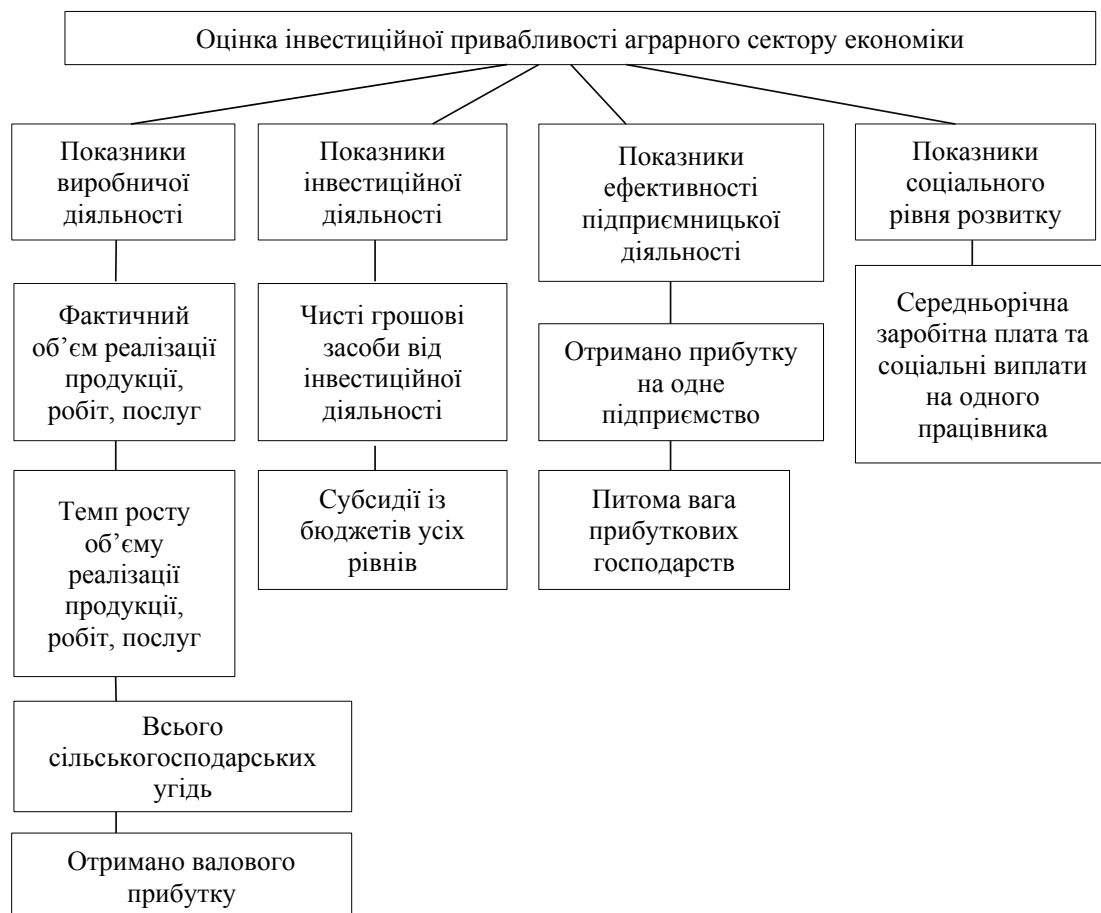 Оцінка інвестиційної привабливості аграрного сектору економіки
Показники
виробничої
діяльності
Показники
інвестиційної
діяльності
Показники
ефективності
підприємницької
діяльності
Показники
соціального
рівня розвитку
Фактичний
об’єм реалізації
продукції,
робіт, послуг
Чисті грошові
засоби від
інвестиційної
діяльності
Отримано прибутку
на одне
підприємство
Середньорічна
заробітна плата та
соціальні виплати
на одного
працівника
Темп росту
об’єму
реалізації
продукції,
робіт, послуг
Субсидії із
бюджетів усіх
рівнів
Питома вага
прибуткових
господарств
Всього
сільськогосподарських
угідь
Отримано валового
прибутку